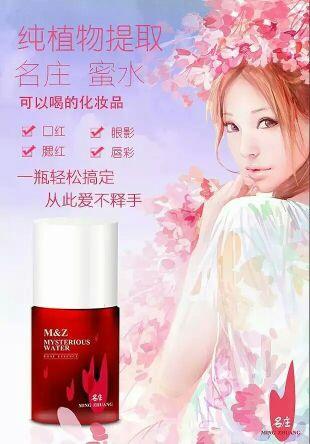 纯植物提取
名庄 蜜水
可以喝的化妆品
口红 眼影
腮红 唇彩
一瓶轻松搞定
从此爱不释手
M&Z
MYSTERIOUS
WATER
ROSE ESSENCE
名庄
MING ZHUANG
名庄
MING ZHUANG